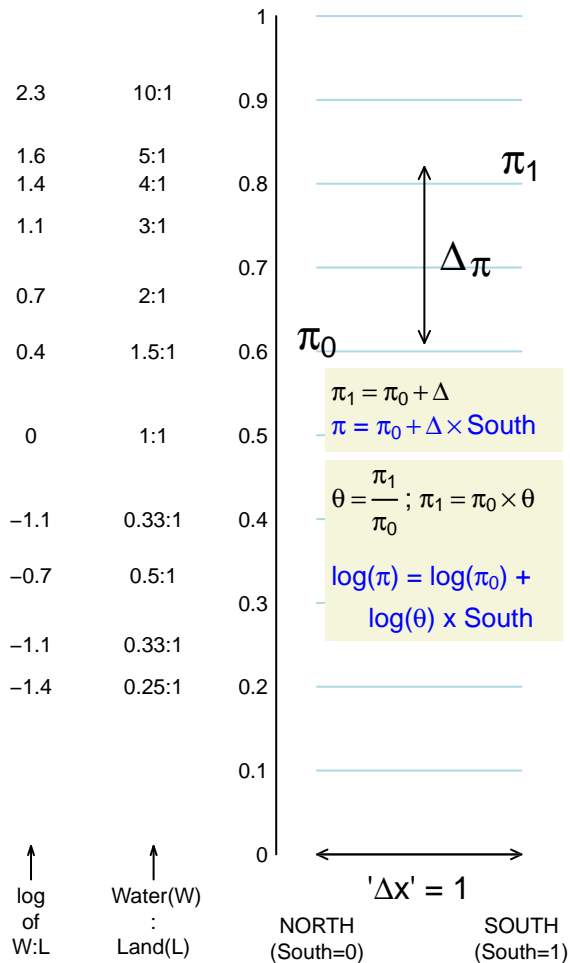 1
2.3 10:1 0.9
1.6 5:1
π1
1.4 4:1 0.8
1.1 3:1
Δπ
0.7
0.7 2:1
π0
0.4 1.5:1 0.6
π1 = π0 + Δ
π = π0 + Δ × South
0 1:1 0.5
θ = π1/π0 ; π1 = π0 × θ
−1.1 0.33:1 0.4
−0.7 0.5:1
log(π) = log(π0) +
log(θ) x South
0.3
−1.1 0.33:1
−1.4 0.25:1 0.2
0.1
0
'Δx' = 1
log
of
W:L
Water(W)
:
Land(L)
NORTH
(South=0)
SOUTH
(South=1)